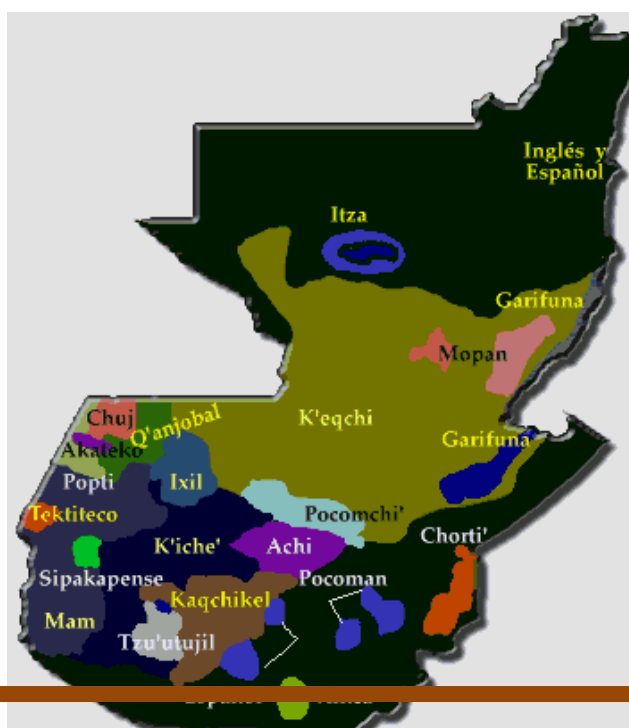 Inglés y
Español
Itza
Garifuna
Mopan
Chuj
Q'anjobal
K'eqchi
Garifuna
Akateko
Popti
Ixil
Tektiteco
Pocomchi'
Chorti'
K'iche'
Achi
Sipakapense
Pocoman
Kaqchikel
Mam
Tzu'utujil